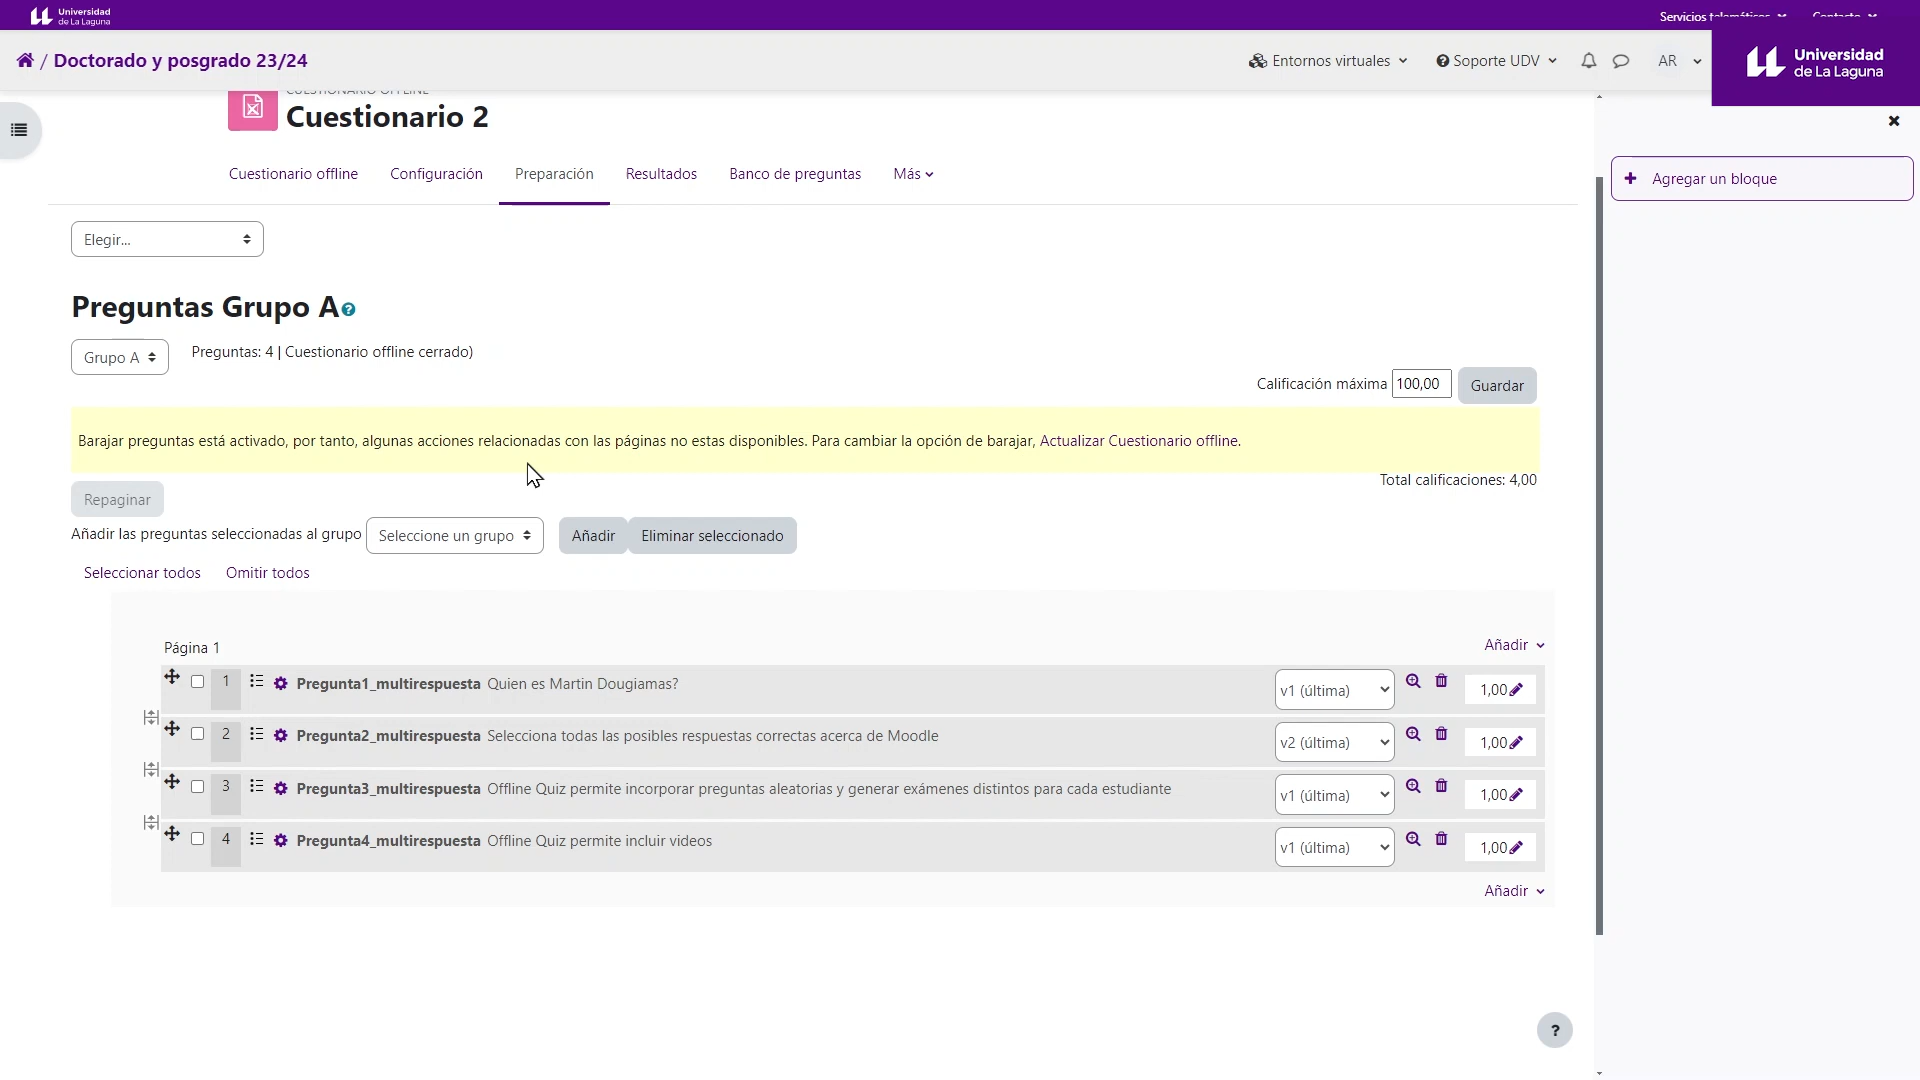 Universidad
de La Laguna
Servicios telemáticos
Contacto
/ Doctorado y posgrado 23/24
Entornos virtuales
Soporte UDV
AR
Universidad
de La Laguna
CUESTIONARIO OFFLINE
Cuestionario 2
Cuestionario offline
Configuración
Preparación
Resultados
Banco de preguntas
Más
Agregar un bloque
Elegir...
Preguntas Grupo A
Grupo A
Preguntas: 4 | Cuestionario offline cerrado)
Calificación máxima 100,00 Guardar
Barajar preguntas está activado, por tanto, algunas acciones relacionadas con las páginas no estas disponibles. Para cambiar la opción de barajar, Actualizar Cuestionario offline.
Total calificaciones: 4,00
Repaginar
Añadir las preguntas seleccionadas al grupo Seleccione un grupo Añadir Eliminar seleccionado
Seleccionar todos Omitir todos
Página 1 Añadir
1 Pregunta1_multirespuesta Quien es Martin Dougiamas? v1 (última) 1,00
2 Pregunta2_multirespuesta Selecciona todas las posibles respuestas correctas acerca de Moodle v2 (última) 1,00
3 Pregunta3_multirespuesta Offline Quiz permite incorporar preguntas aleatorias y generar exámenes distintos para cada estudiante v1 (última) 1,00
4 Pregunta4_multirespuesta Offline Quiz permite incluir videos v1 (última) 1,00
Añadir
?